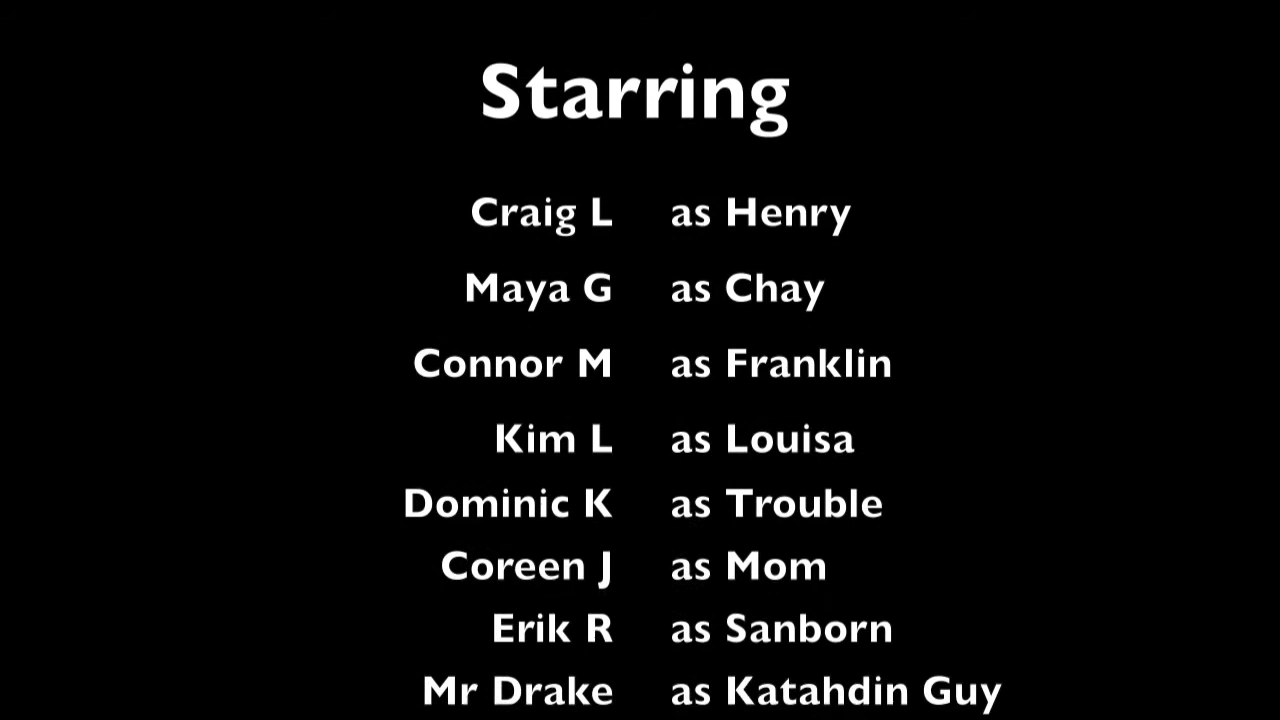 Starring
Craig L as Henry
Maya G as Chay
Connor M as Franklin
Kim L as Louisa
Dominic K as Trouble
Coreen J as Mom
Erik R as Sanborn
Mr Drake as Katahdin Guy